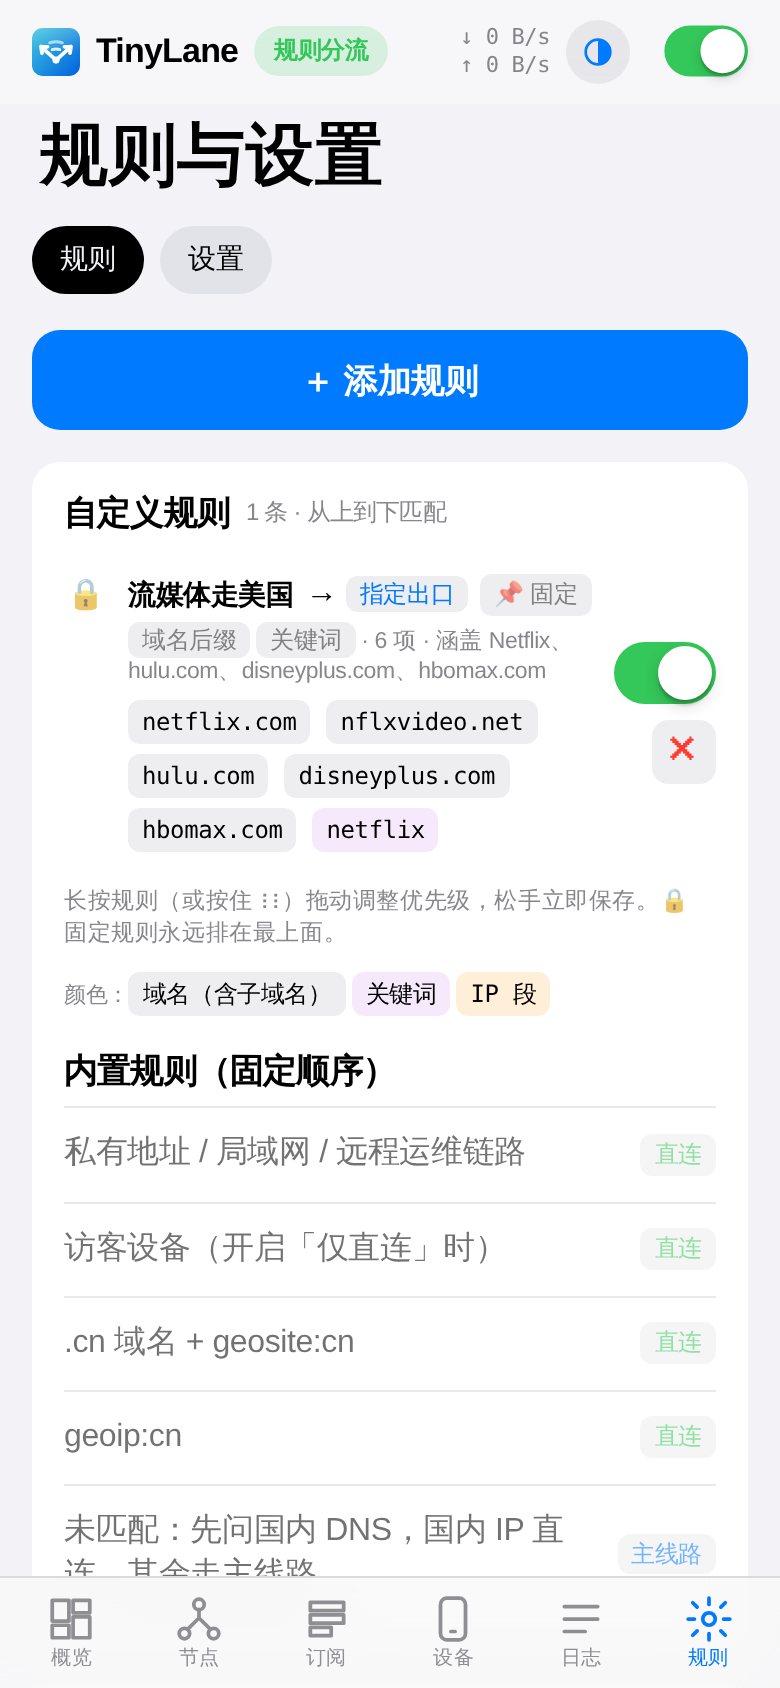 TinyLane 规则分流 ↓ 0 B/s
↑ 0 B/s
规则与设置
规则 设置
+ 添加规则
自定义规则 1 条 · 从上到下匹配
🔒 流媒体走美国 → 指定出口 📌 固定
域名后缀 关键词 · 6 项 · 涵盖 Netflix、
hulu.com、disneyplus.com、hbomax.com
netflix.com nflxvideo.net
hulu.com disneyplus.com
hbomax.com netflix
长按规则（或按住 ⁝⁝）拖动调整优先级，松手立即保存。🔒
固定规则永远排在最上面。
颜色：域名（含子域名） 关键词 IP 段
内置规则（固定顺序）
私有地址 / 局域网 / 远程运维链路 直连
访客设备（开启「仅直连」时） 直连
.cn 域名 + geosite:cn 直连
geoip:cn 直连
未匹配：先问国内 DNS，国内 IP 直
连，其余走主线路 主线路
概览 节点 订阅 设备 日志 规则